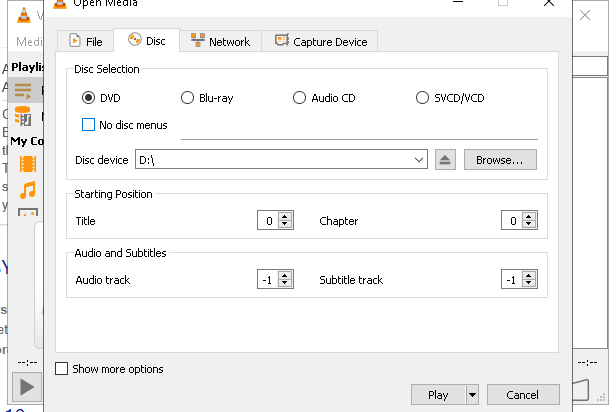 Open Media
Medi
File
Disc
Network
Capture Device
Playlis
Disc Selection
DVD
Blu-ray
Audio CD
SVCD/VCD
No disc menus
My Co
Disc device
D:\
Browse...
Starting Position
Title
0
Chapter
0
Audio and Subtitles
Audio track
-1
Subtitle track
-1
--:--
--:--
Show more options
Play
Cancel